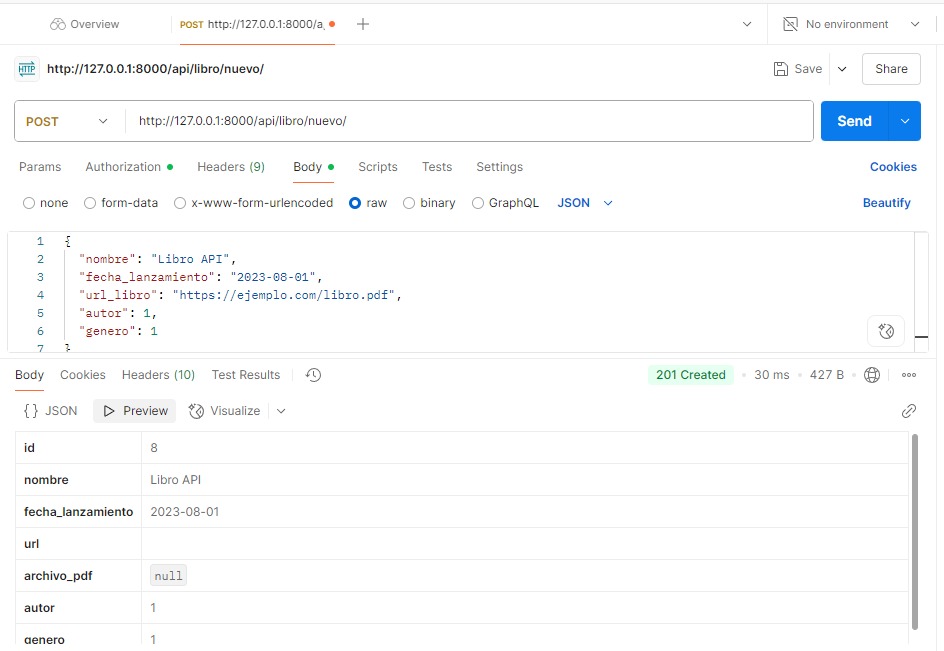 Overview POST http://127.0.0.1:8000/a, No environment
HTTP http://127.0.0.1:8000/api/libro/nuevo/ Save Share
POST http://127.0.0.1:8000/api/libro/nuevo/ Send
Params Authorization Headers (9) Body Scripts Tests Settings Cookies
none form-data x-www-form-urlencoded raw binary GraphQL JSON Beautify
1 {
2 "nombre": "Libro API",
3 "fecha_lanzamiento": "2023-08-01",
4 "url_libro": "https://ejemplo.com/libro.pdf",
5 "autor": 1,
6 "genero": 1
7 }
Body Cookies Headers (10) Test Results 201 Created 30 ms 427 B
{} JSON Preview Visualize
id 8
nombre Libro API
fecha_lanzamiento 2023-08-01
url
archivo_pdf null
autor 1
genero 1